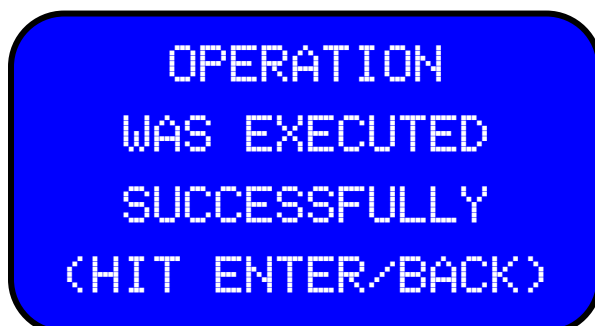 OPERATION
WAS EXECUTED
SUCCESSFULLY
(HIT ENTER/BACK)